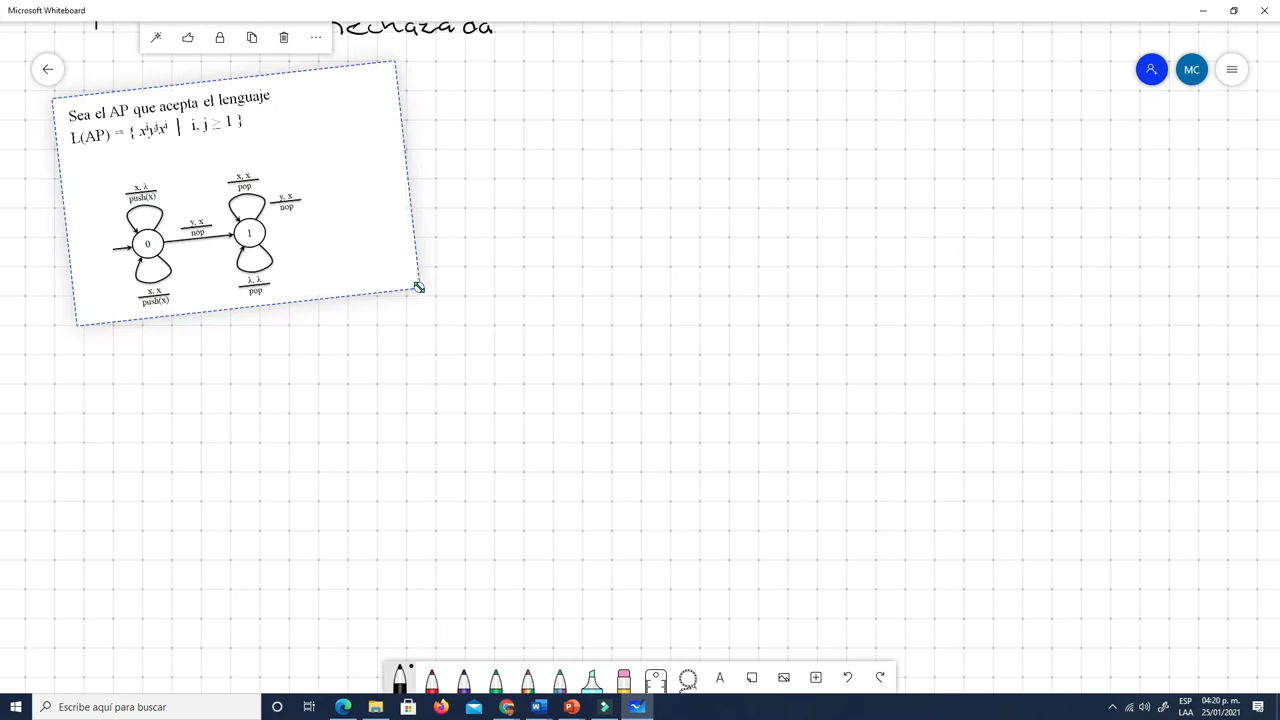 Microsoft Whiteboard
rechazada
MC
Sea el AP que acepta el lenguaje
L(AP) = { xⁱyʲxⁱ | i, j ≥ 1 }
x, λ
push(x)
x, x
pop
y, x
nop
y, x
nop
0
1
x, x
push(x)
λ, λ
pop
A
Escribe aquí para buscar
ESP
LAA
04:20 p. m.
25/01/2021